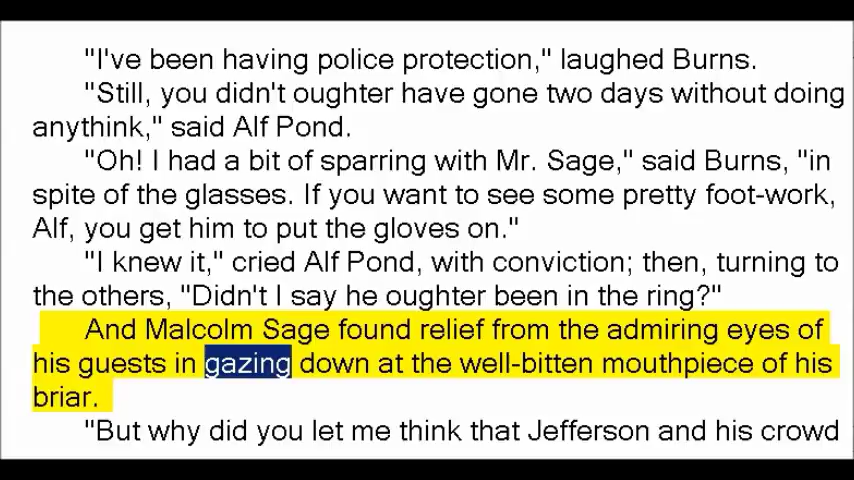 "I've been having police protection," laughed Burns.
"Still, you didn't oughter have gone two days without doing
anythink," said Alf Pond.
"Oh! I had a bit of sparring with Mr. Sage," said Burns, "in
spite of the glasses. If you want to see some pretty foot-work,
Alf, you get him to put the gloves on."
"I knew it," cried Alf Pond, with conviction; then, turning to
the others, "Didn't I say he oughter been in the ring?"
And Malcolm Sage found relief from the admiring eyes of
his guests in gazing down at the well-bitten mouthpiece of his
briar.
"But why did you let me think that Jefferson and his crowd